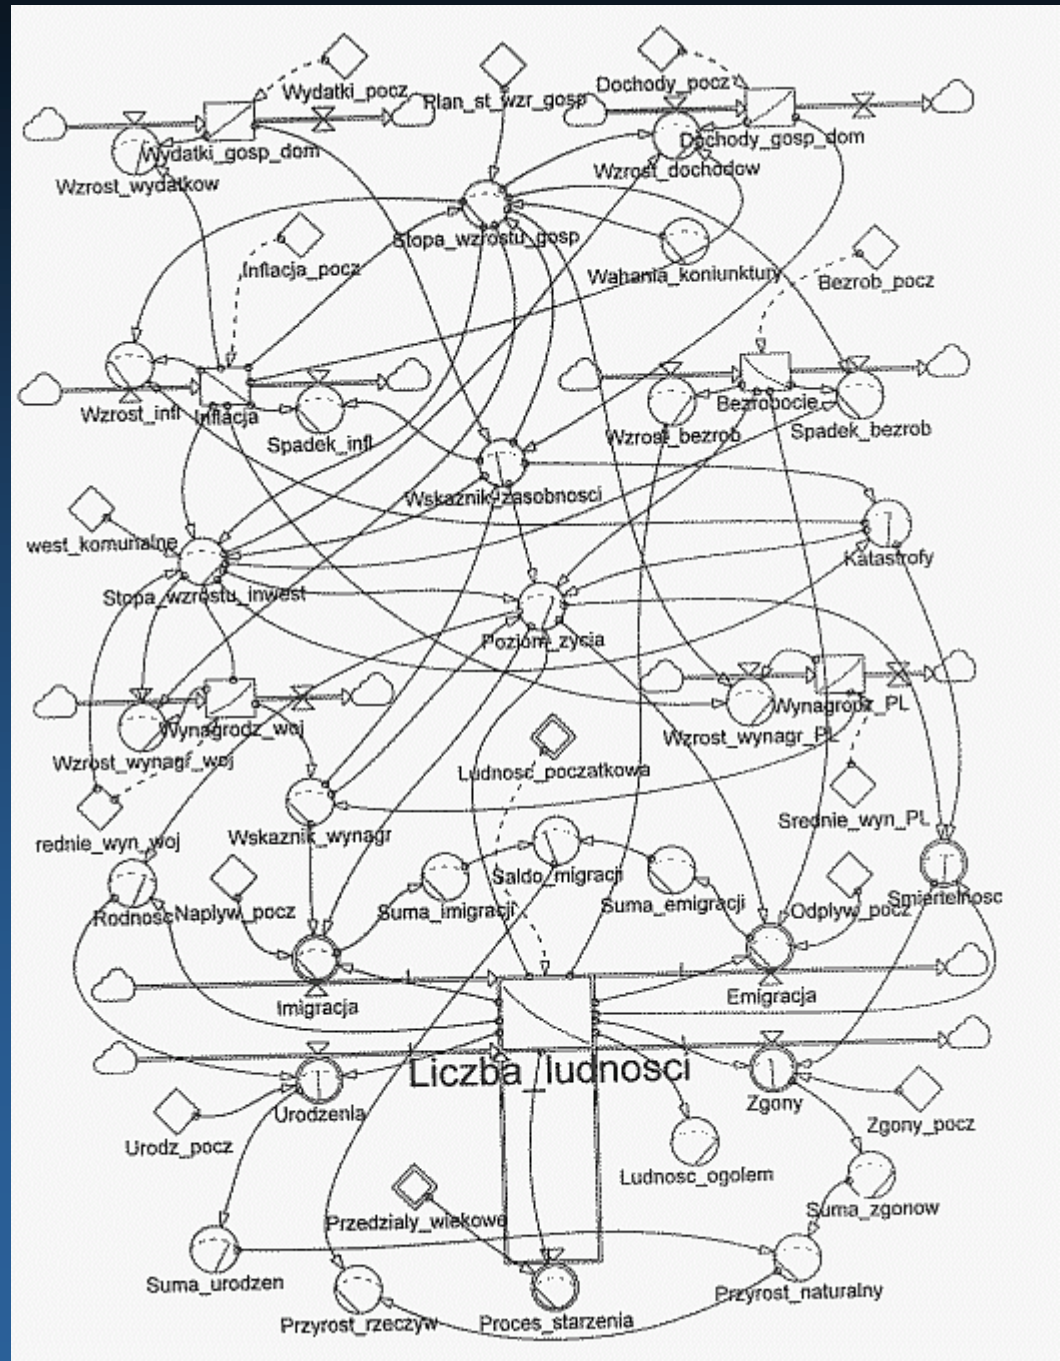 Wydatki_pocz
Plan_st_wzr_gosp
Dochody_pocz
Wydatki_gosp_dom
Dochody_gosp_dom
Wzrost_wydatkow
Wzrost_dochodow
Stopa_wzrostu_gosp
Inflacja_pocz
Wahania_koniunktury
Bezrob_pocz
Wzrost_infl
Inflacja
Spadek_infl
Bezrobocie
Wzrost_bezrob
Spadek_bezrob
Wskaznik_zasobnosci
west_komunalne
Katastrofy
Stopa_wzrostu_inwest
Poziom_zycia
Wynagrodz_woj
Wynagrodz_PL
Wzrost_wynagr_woj
Wzrost_wynagr_PL
Ludnosc_poczatkowa
rednie_wyn_woj
Wskaznik_wynagr
Srednie_wyn_PL
Saldo_migracji
Rodnosc
Naplyw_pocz
Suma_imigracji
Suma_emigracji
Odplyw_pocz
Smiertelnosc
Imigracja
Emigracja
Liczba_ludnosci
Urodzenia
Zgony
Urodz_pocz
Zgony_pocz
Ludnosc_ogolem
Suma_zgonow
Przedzialy_wiekowe
Suma_urodzen
Przyrost_naturalny
Przyrost_rzeczyw
Proces_starzenia